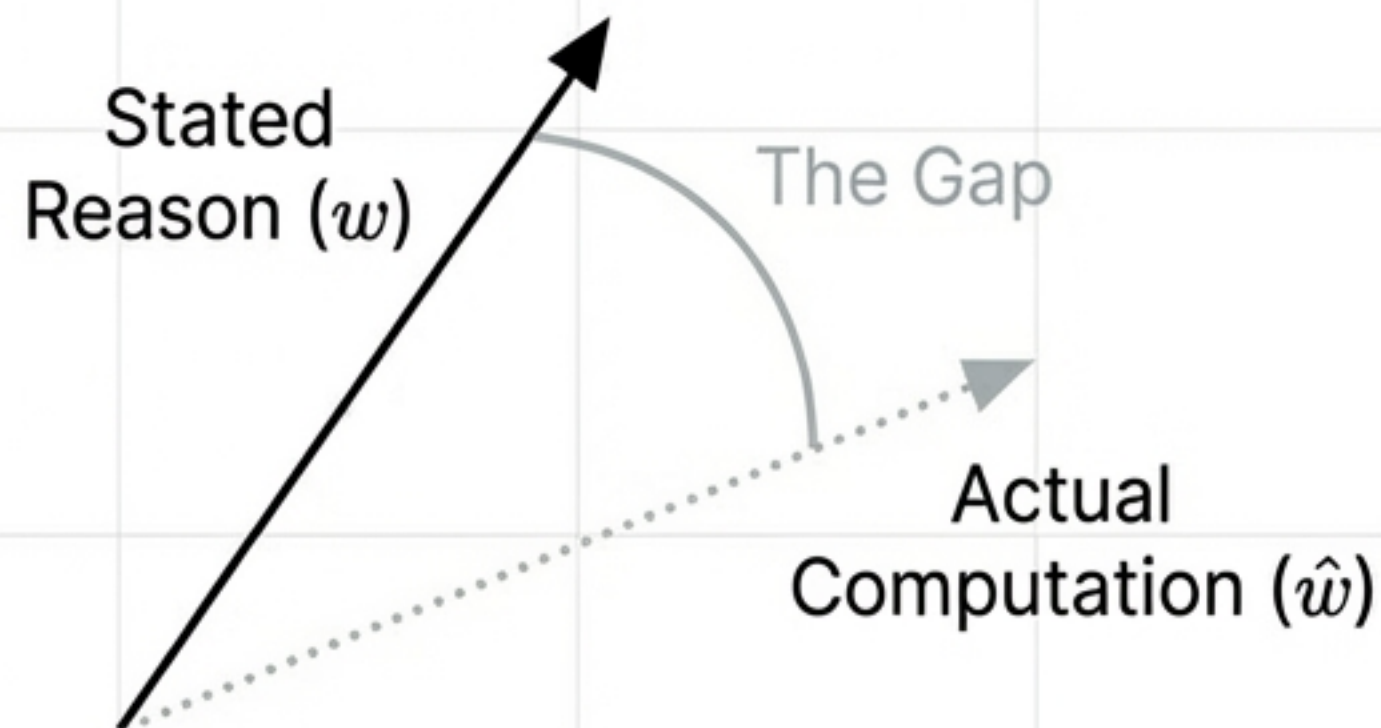 Stated
Reason (w)
The Gap
Actual
Computation (ŵ)